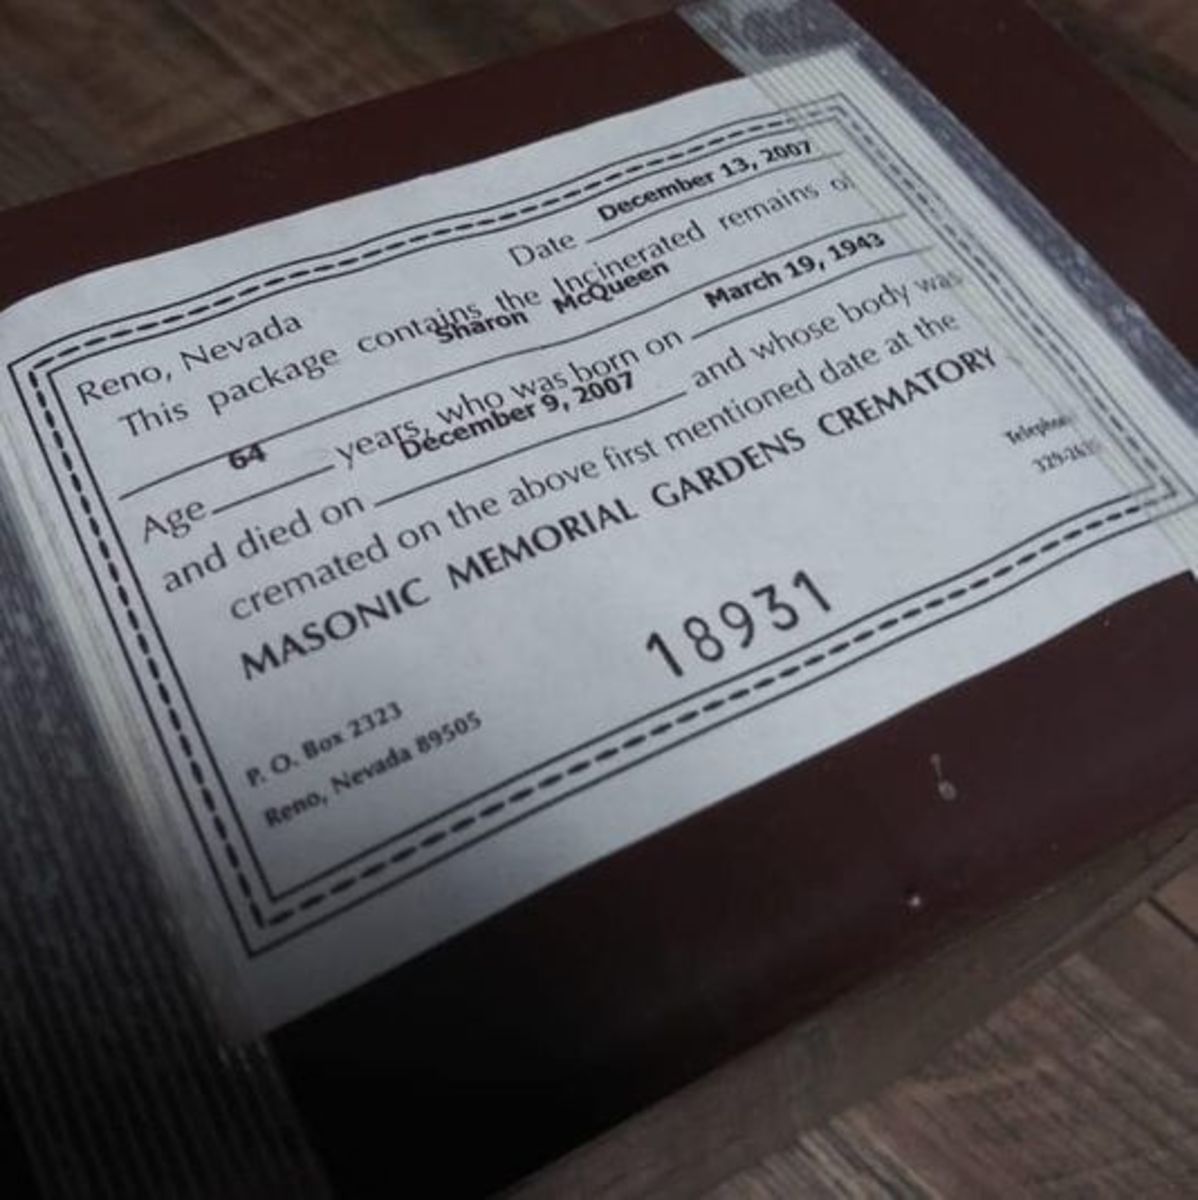 Date December 13, 2007
Reno, Nevada
This package contains the Incinerated remains of
Sharon McQueen
Age 64 years, who was born on March 19, 1943
and died on December 9, 2007 and whose body was
cremated on the above first mentioned date at the
MASONIC MEMORIAL GARDENS CREMATORY
18931
P. O. Box 2323
Reno, Nevada 89505